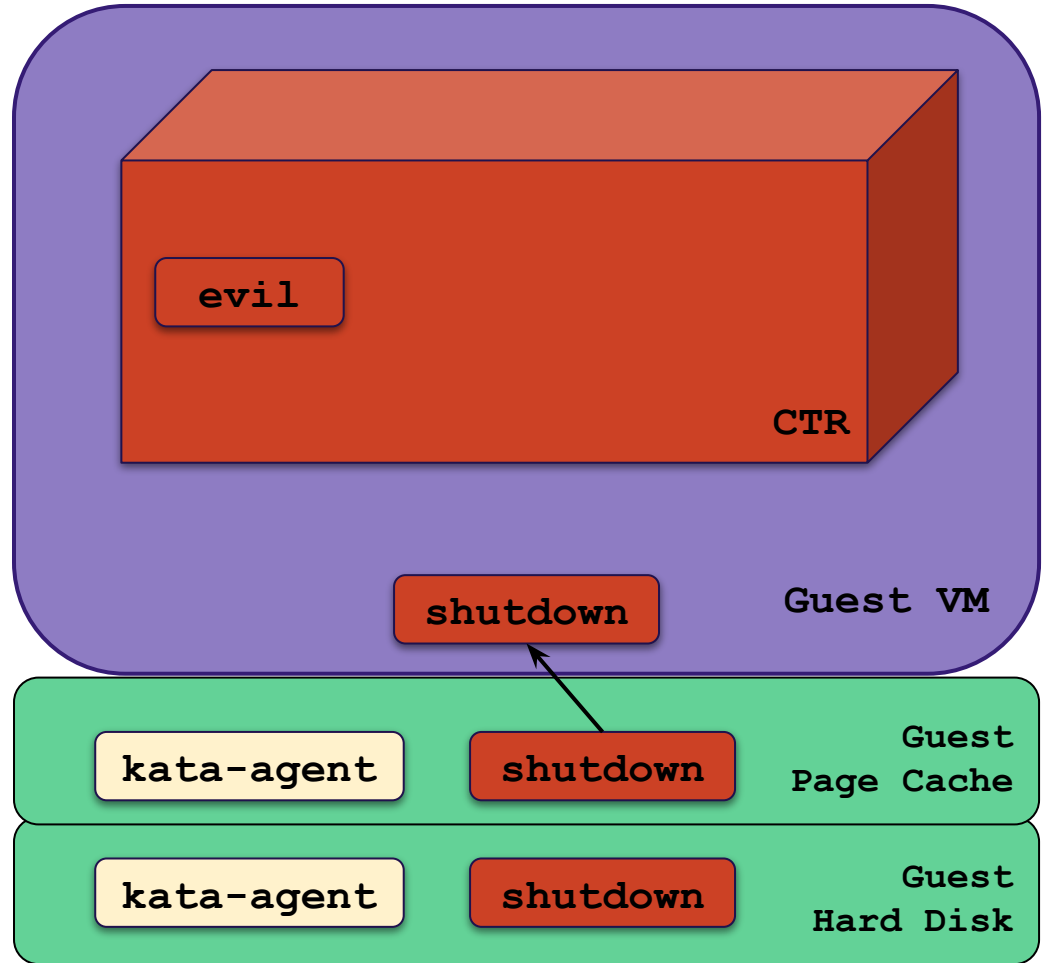 evil
CTR
shutdown
Guest VM
kata-agent
shutdown
Guest
Page Cache
kata-agent
shutdown
Guest
Hard Disk